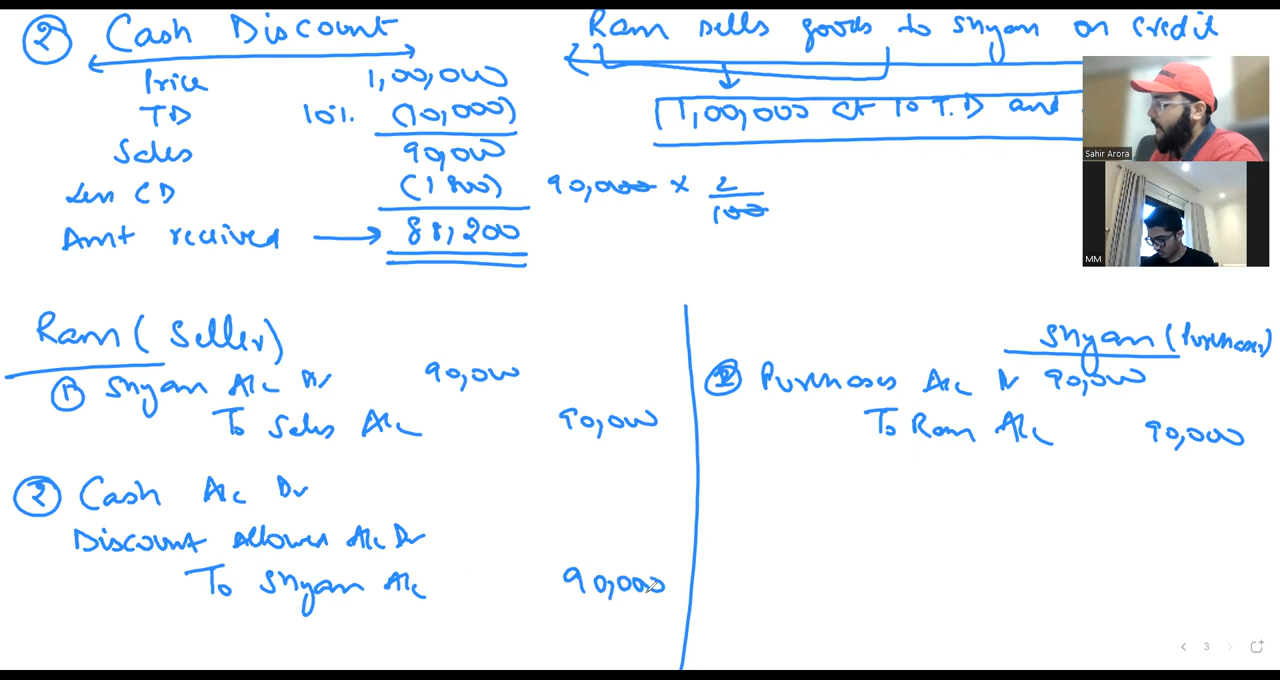 ② Cash Discount
Ram sells goods to Shyam on credit
Price 1,00,000
TD 10% (10,000)
1,00,000 at 10 T.D and
Sales 90,000
Less CD (1800) 90,000 × 2/100
Amt received → 88,200
Ram (Seller)
① Shyam A/c Dr 90,000
To Sales A/c 90,000
② Cash A/c Dr
Discount Allowed A/c Dr
To Shyam A/c 90,000
Shyam (Purchaser)
Purchases A/c Dr 90,000
To Ram A/c 90,000
Sahir Arora
MM
3